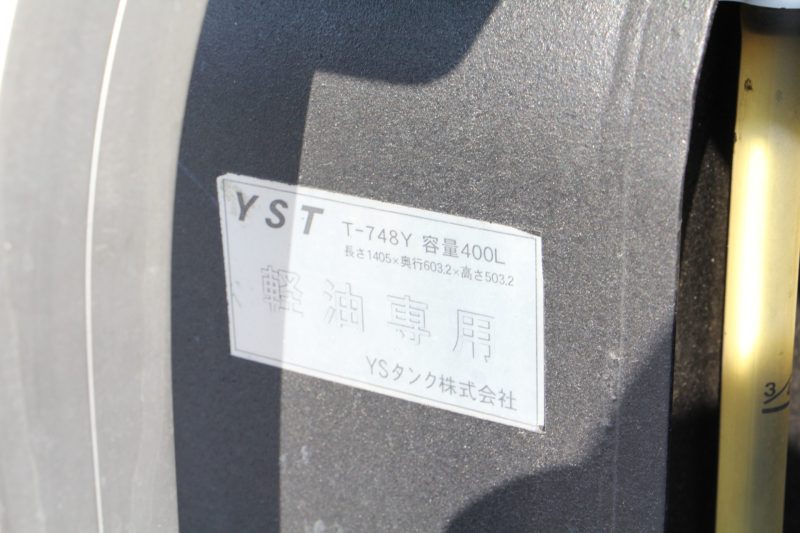 YST T-748Y 容量400L
長さ1405×奥行603.2×高さ503.2
軽油専用
YSタンク株式会社
3/